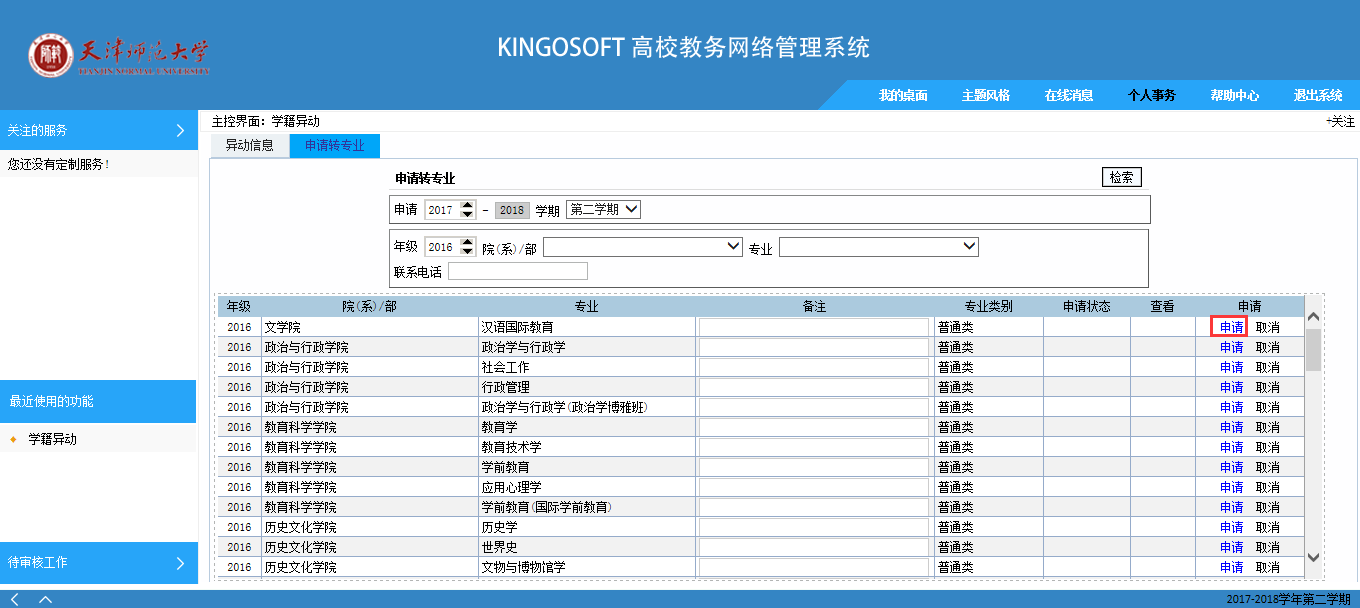 天津师范大学
TIANJIN NORMAL UNIVERSITY
KINGOSOFT 高校教务网络管理系统
我的桌面 主题风格 在线消息 个人事务 帮助中心 退出系统
关注的服务
您还没有定制服务！
最近使用的功能
学籍异动
待审核工作
主控界面：学籍异动 +关注
异动信息 申请转专业
申请转专业 检索
申请 2017 - 2018 学期 第二学期
年级 2016 院(系)/部 专业
联系电话
年级 院(系)/部 专业 备注 专业类别 申请状态 查看 申请
2016 文学院 汉语国际教育 普通类 申请 取消
2016 政治与行政学院 政治学与行政学 普通类 申请 取消
2016 政治与行政学院 社会工作 普通类 申请 取消
2016 政治与行政学院 行政管理 普通类 申请 取消
2016 政治与行政学院 政治学与行政学(政治学博雅班) 普通类 申请 取消
2016 教育科学学院 教育学 普通类 申请 取消
2016 教育科学学院 教育技术学 普通类 申请 取消
2016 教育科学学院 学前教育 普通类 申请 取消
2016 教育科学学院 应用心理学 普通类 申请 取消
2016 教育科学学院 学前教育(国际学前教育) 普通类 申请 取消
2016 历史文化学院 历史学 普通类 申请 取消
2016 历史文化学院 世界史 普通类 申请 取消
2016 历史文化学院 文物与博物馆学 普通类 申请 取消
2017-2018学年第二学期